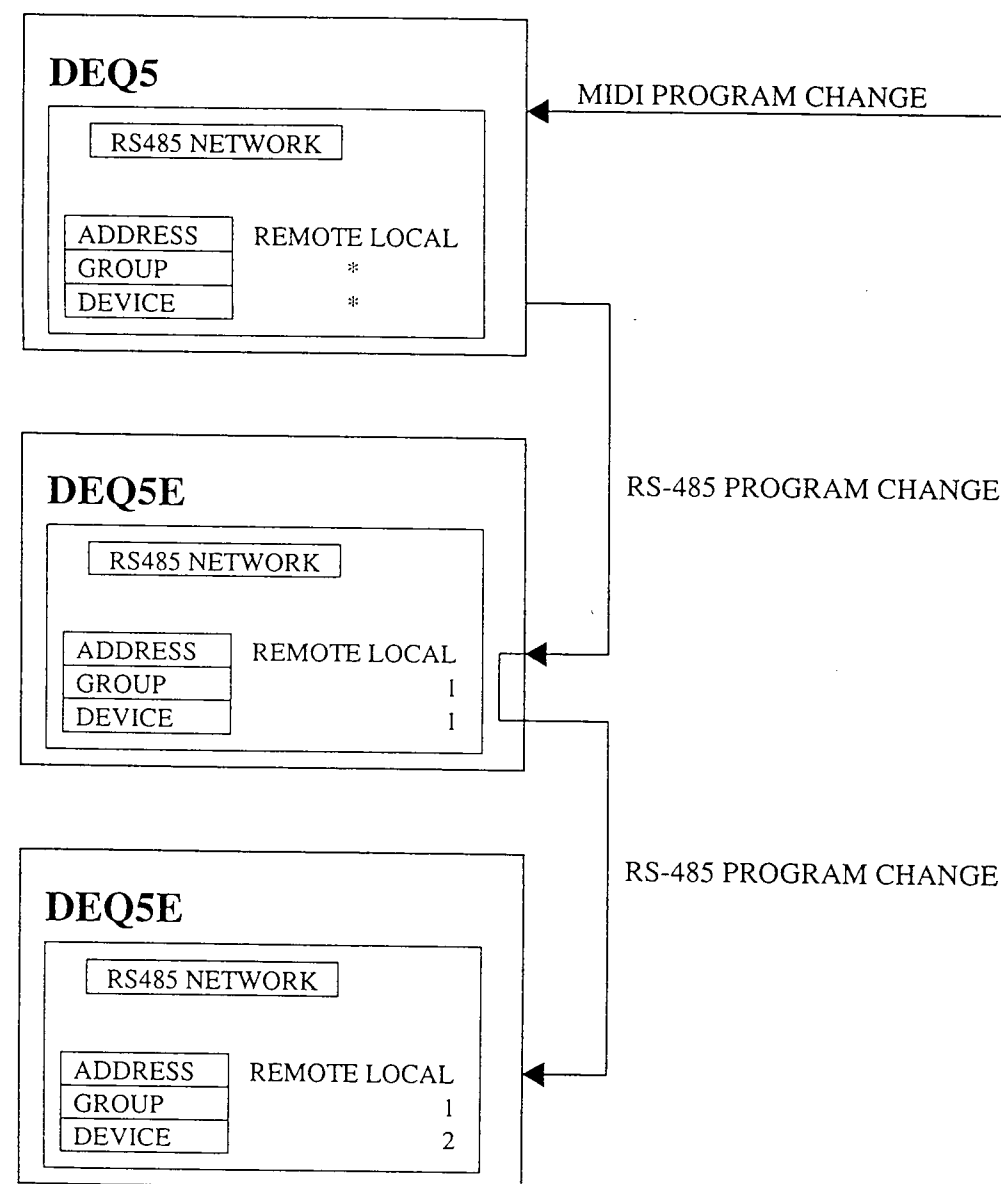 DEQ5
MIDI PROGRAM CHANGE
RS485 NETWORK
ADDRESS REMOTE LOCAL
GROUP *
DEVICE *
DEQ5E
RS-485 PROGRAM CHANGE
RS485 NETWORK
ADDRESS REMOTE LOCAL
GROUP 1
DEVICE 1
DEQ5E
RS-485 PROGRAM CHANGE
RS485 NETWORK
ADDRESS REMOTE LOCAL
GROUP 1
DEVICE 2